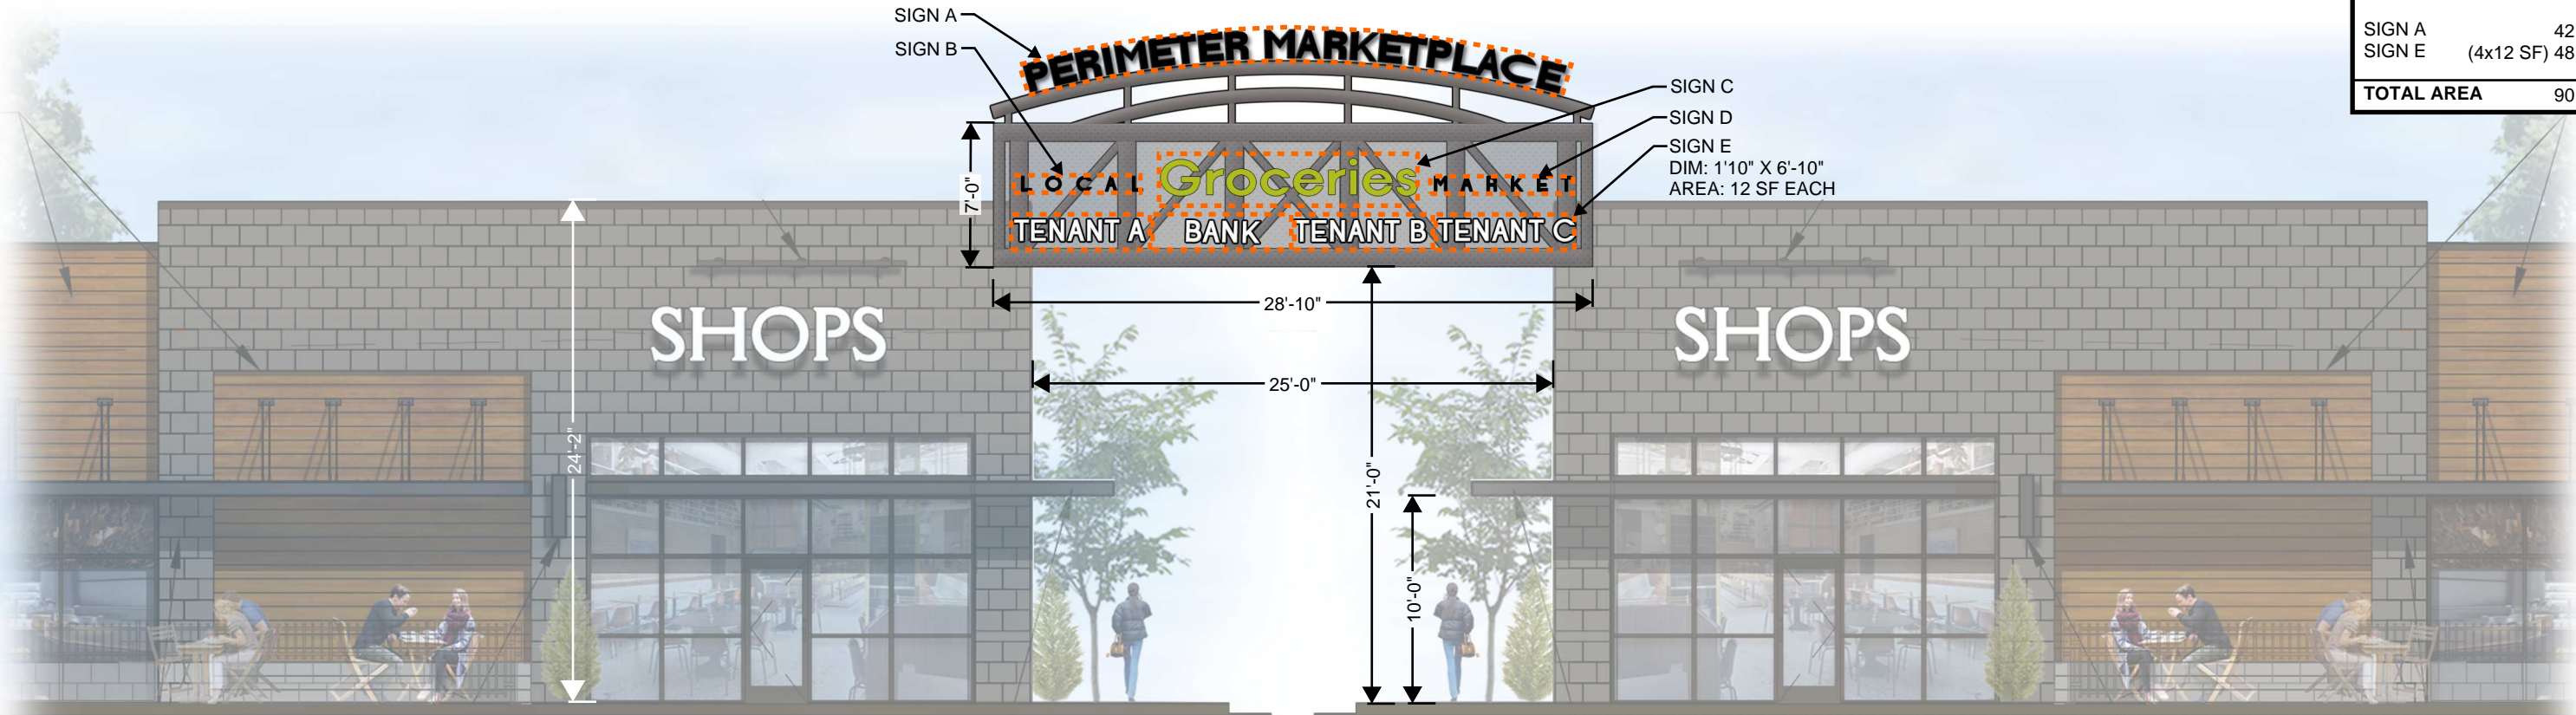 SIGN A
SIGN B
PERIMETER MARKETPLACE
SIGN A 42
SIGN E (4x12 SF) 48
TOTAL AREA 90
SIGN C
SIGN D
SIGN E
DIM: 1'10" X 6'-10"
AREA: 12 SF EACH
7'-0"
LOCAL Groceries MARKET
TENANT A BANK TENANT B TENANT C
28'-10"
SHOPS
SHOPS
25'-0"
24'-2"
21'-0"
10'-0"